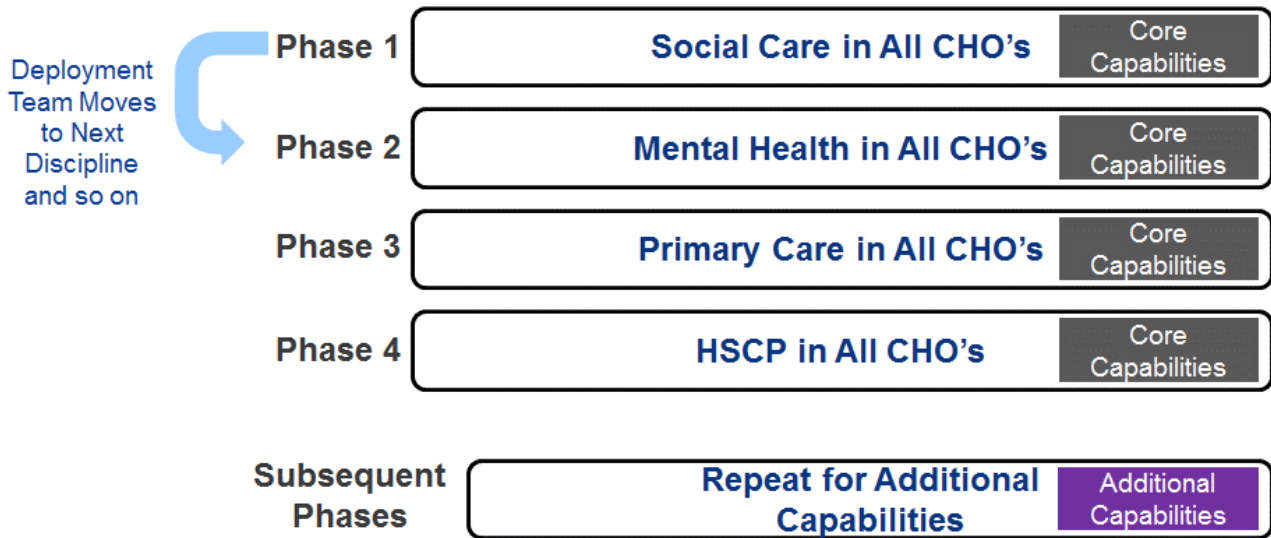 Deployment
Team Moves
to Next
Discipline
and so on
Phase 1
Social Care in All CHO’s
Core
Capabilities
Phase 2
Mental Health in All CHO’s
Core
Capabilities
Phase 3
Primary Care in All CHO’s
Core
Capabilities
Phase 4
HSCP in All CHO’s
Core
Capabilities
Subsequent
Phases
Repeat for Additional
Capabilities
Additional
Capabilities